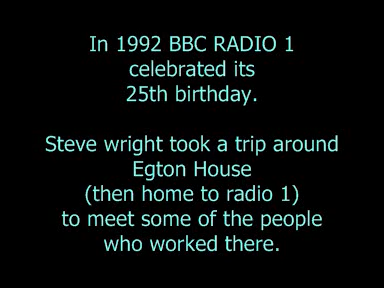 In 1992 BBC RADIO 1
celebrated its
25th birthday.
Steve wright took a trip around
Egton House
(then home to radio 1)
to meet some of the people
who worked there.